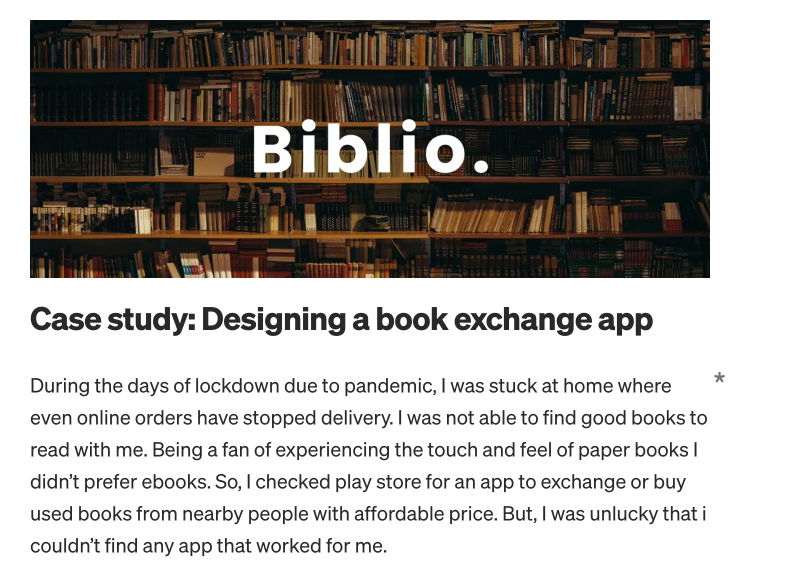 Biblio.
Case study: Designing a book exchange app
During the days of lockdown due to pandemic, I was stuck at home where
*
even online orders have stopped delivery. I was not able to find good books to
read with me. Being a fan of experiencing the touch and feel of paper books I
didn’t prefer ebooks. So, I checked play store for an app to exchange or buy
used books from nearby people with affordable price. But, I was unlucky that i
couldn’t find any app that worked for me.